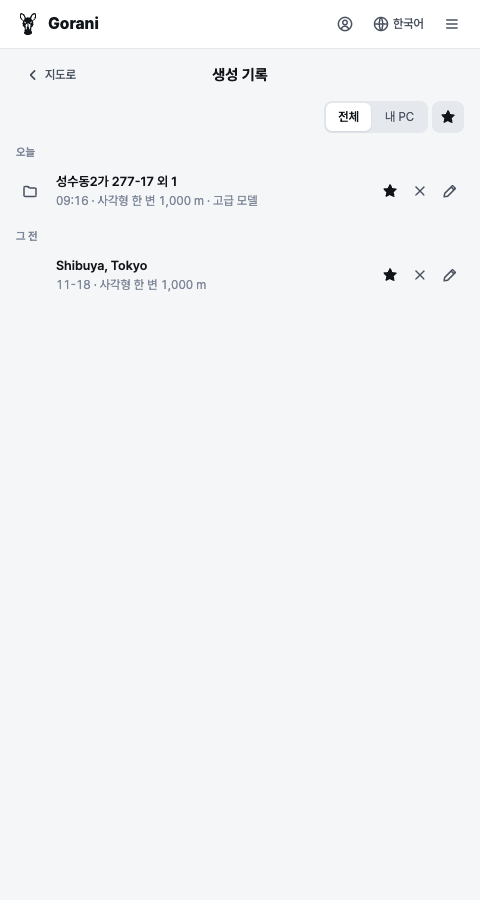 Gorani
한국어
지도로
생성 기록
전체
내 PC
오늘
성수동2가 277-17 외 1
09:16 · 사각형 한 변 1,000 m · 고급 모델
그 전
Shibuya, Tokyo
11-18 · 사각형 한 변 1,000 m